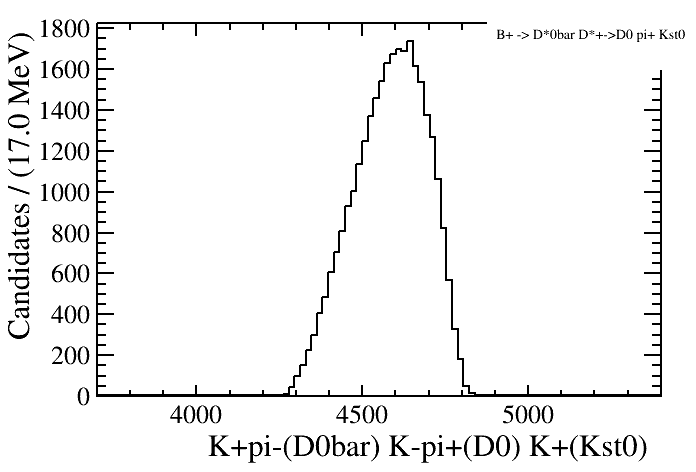 B+ -> D*0bar D*+->D0 pi+ Kst0
Candidates / (17.0 MeV)
1800
1600
1400
1200
1000
800
600
400
200
0
4000 4500 5000
K+pi-(D0bar) K-pi+(D0) K+(Kst0)